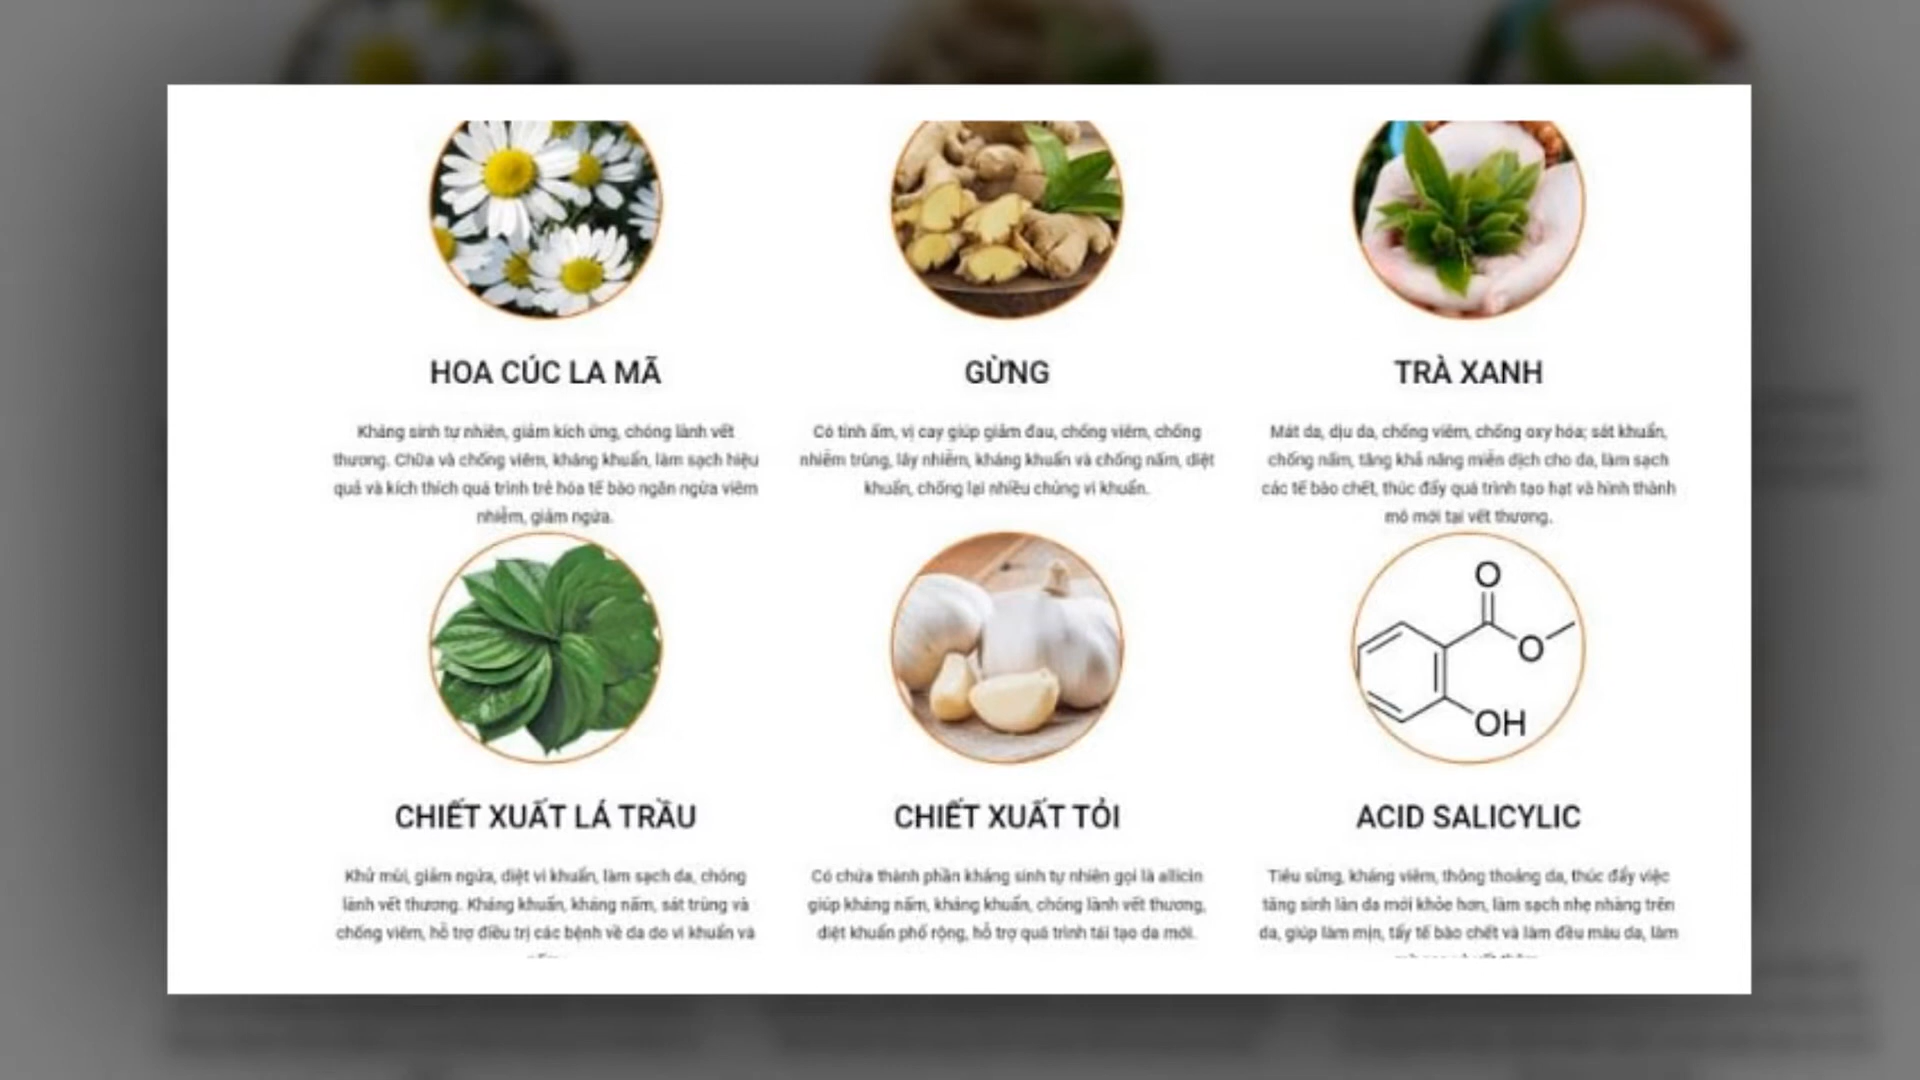 HOA CÚC LA MÃ
Kháng sinh tự nhiên, giảm kích ứng, chóng lành vết
thương. Chữa và chống viêm, kháng khuẩn, làm sạch hiệu
quả và kích thích quá trình trẻ hóa tế bào ngăn ngừa viêm
nhiễm, giảm ngứa.
GỪNG
Có tính ấm, vị cay giúp giảm đau, chống viêm, chống
nhiễm trùng, lây nhiễm, kháng khuẩn và chống nấm, diệt
khuẩn, chống lại nhiều chủng vi khuẩn.
TRÀ XANH
Mát da, dịu da, chống viêm, chống oxy hóa; sát khuẩn,
chống nấm, tăng khả năng miễn dịch cho da, làm sạch
các tế bào chết, thúc đẩy quá trình tạo hạt và hình thành
mô mới tại vết thương.
O
O
OH
CHIẾT XUẤT LÁ TRẦU
Khử mùi, giảm ngứa, diệt vi khuẩn, làm sạch da, chóng
lành vết thương. Kháng khuẩn, kháng nấm, sát trùng và
chống viêm, hỗ trợ điều trị các bệnh về da do vi khuẩn và
CHIẾT XUẤT TỎI
Có chứa thành phần kháng sinh tự nhiên gọi là allicin
giúp kháng nấm, kháng khuẩn, chóng lành vết thương,
diệt khuẩn phổ rộng, hỗ trợ quá trình tái tạo da mới.
ACID SALICYLIC
Tiêu sừng, kháng viêm, thông thoáng da, thúc đẩy việc
tăng sinh làn da mới khỏe hơn, làm sạch nhẹ nhàng trên
da, giúp làm mịn, tẩy tế bào chết và làm đều màu da, làm